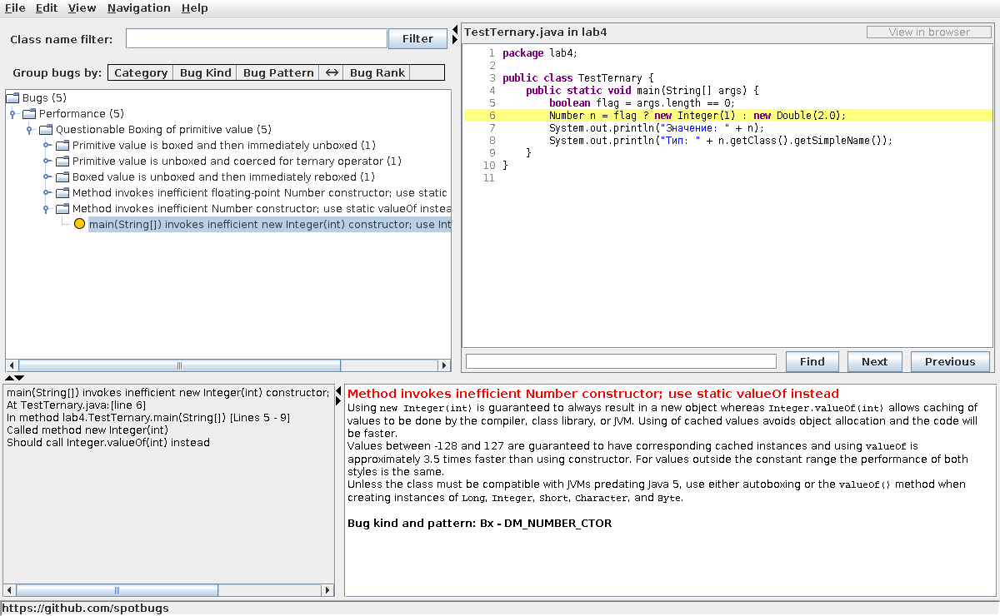 File Edit View Navigation Help
Class name filter: Filter
Group bugs by: Category Bug Kind Bug Pattern ↔ Bug Rank
Bugs (5)
Performance (5)
Questionable Boxing of primitive value (5)
Primitive value is boxed and then immediately unboxed (1)
Primitive value is unboxed and coerced for ternary operator (1)
Boxed value is unboxed and then immediately reboxed (1)
Method invokes inefficient floating-point Number constructor; use static
Method invokes inefficient Number constructor; use static valueOf instea
main(String[]) invokes inefficient new Integer(int) constructor; use Int
TestTernary.java in lab4 View in browser
1 package lab4;
2
3 public class TestTernary {
4 public static void main(String[] args) {
5 boolean flag = args.length == 0;
6 Number n = flag ? new Integer(1) : new Double(2.0);
7 System.out.println("Значение: " + n);
8 System.out.println("Тип: " + n.getClass().getSimpleName());
9 }
10 }
11
Find Next Previous
main(String[]) invokes inefficient new Integer(int) constructor;
At TestTernary.java:[line 6]
In method lab4.TestTernary.main(String[]) [Lines 5 - 9]
Called method new Integer(int)
Should call Integer.valueOf(int) instead
Method invokes inefficient Number constructor; use static valueOf instead
Using new Integer(int) is guaranteed to always result in a new object whereas Integer.valueOf(int) allows caching of
values to be done by the compiler, class library, or JVM. Using of cached values avoids object allocation and the code will
be faster.
Values between -128 and 127 are guaranteed to have corresponding cached instances and using valueOf is
approximately 3.5 times faster than using constructor. For values outside the constant range the performance of both
styles is the same.
Unless the class must be compatible with JVMs predating Java 5, use either autoboxing or the valueOf() method when
creating instances of Long, Integer, Short, Character, and Byte.
Bug kind and pattern: Bx - DM_NUMBER_CTOR
https://github.com/spotbugs